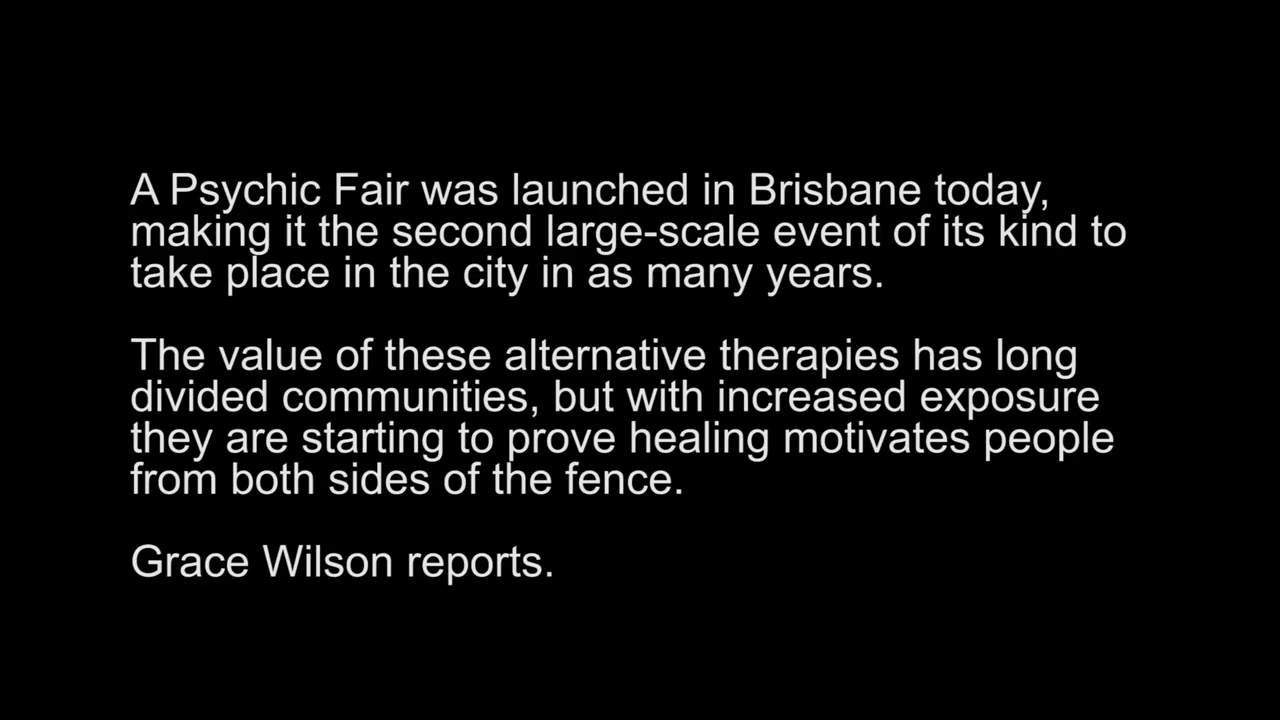 A Psychic Fair was launched in Brisbane today,
making it the second large-scale event of its kind to
take place in the city in as many years.
The value of these alternative therapies has long
divided communities, but with increased exposure
they are starting to prove healing motivates people
from both sides of the fence.
Grace Wilson reports.